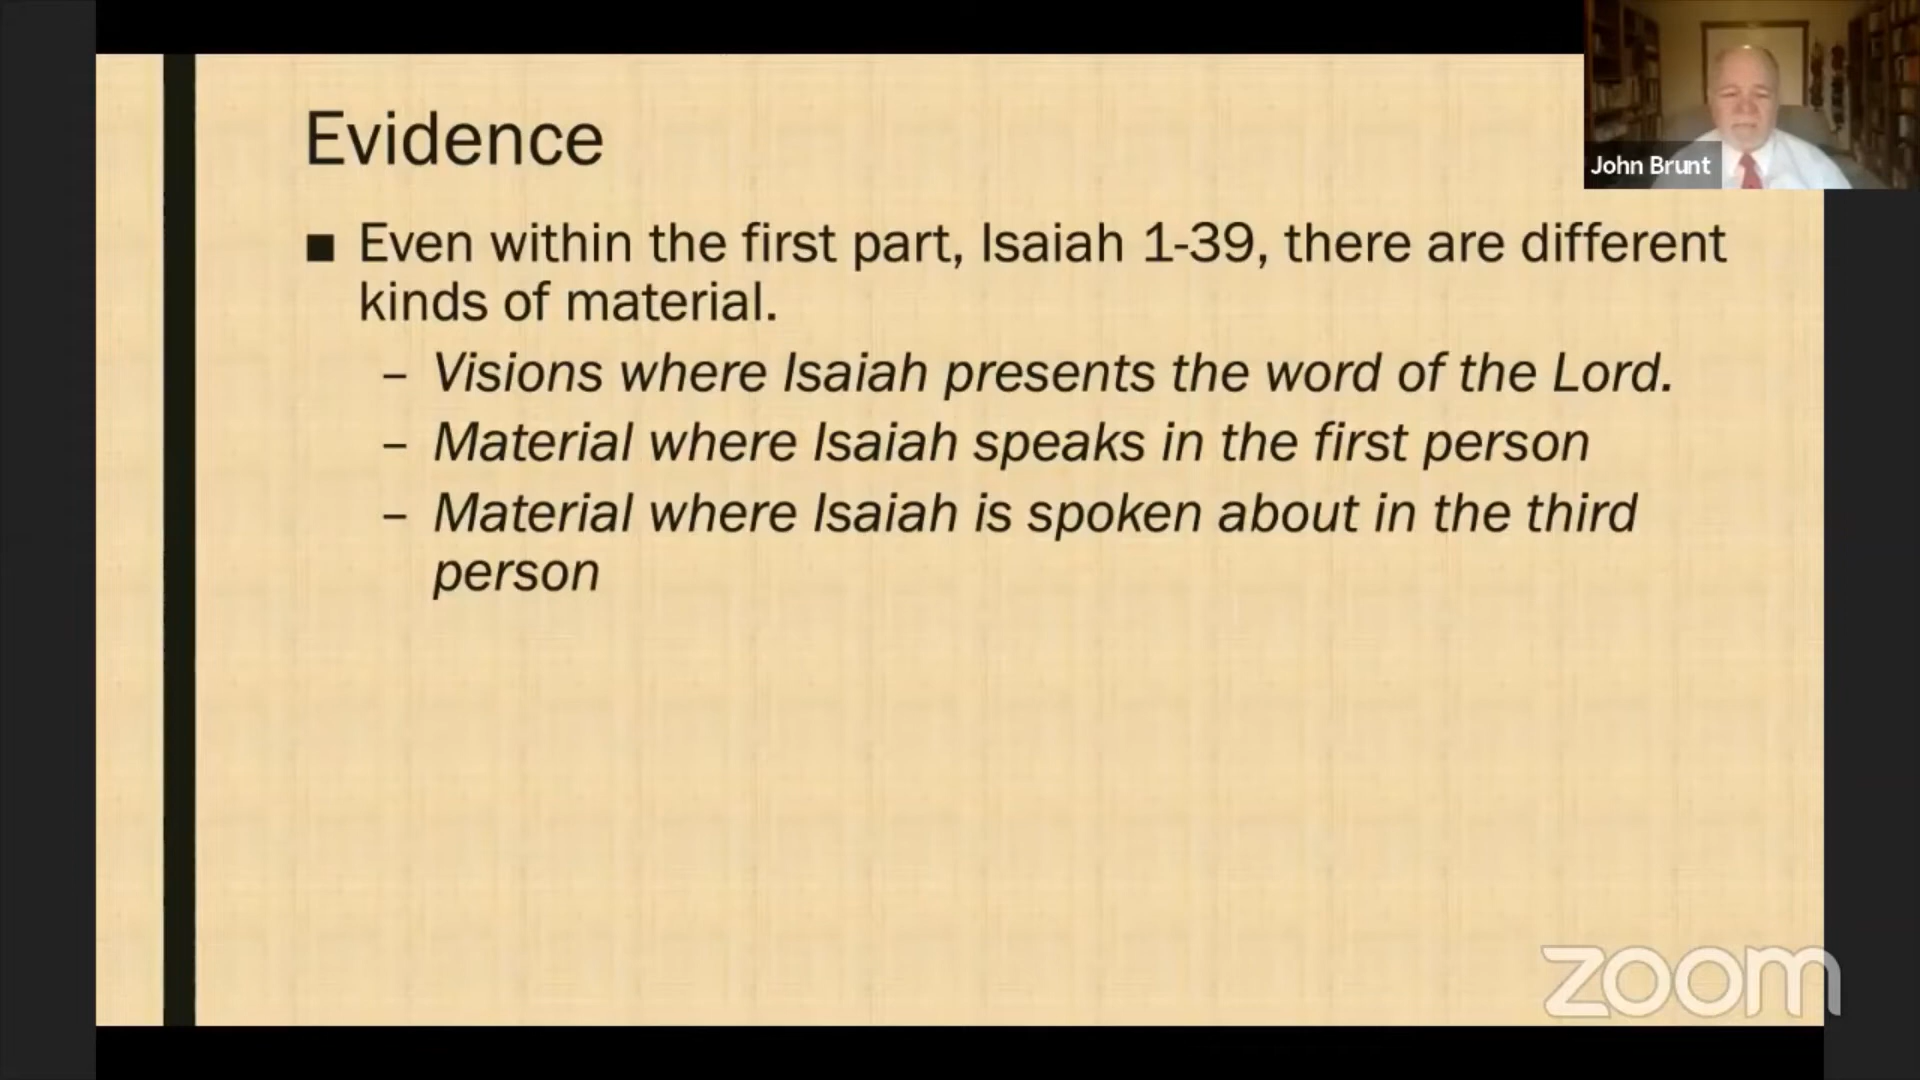 Evidence
John Brunt
■ Even within the first part, Isaiah 1-39, there are different
kinds of material.
– Visions where Isaiah presents the word of the Lord.
– Material where Isaiah speaks in the first person
– Material where Isaiah is spoken about in the third
person
zoom